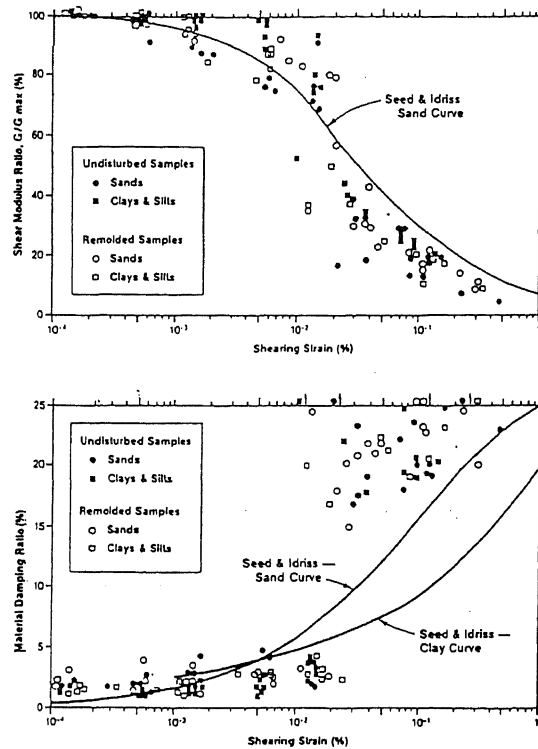 Shear Modulus Ratio, G/G max (%)
100
80
60
40
20
0
Seed & Idriss
Sand Curve
Undisturbed Samples
Sands
Clays & Silts
Remolded Samples
Sands
Clays & Silts
10-4
10-3
10-2
10-1
1
Shearing Strain (%)
Material Damping Ratio (%)
25
20
15
10
5
0
Undisturbed Samples
Sands
Clays & Silts
Remolded Samples
Sands
Clays & Silts
Seed & Idriss —
Sand Curve
Seed & Idriss —
Clay Curve
10-4
10-3
10-2
10-1
1
Shearing Strain (%)